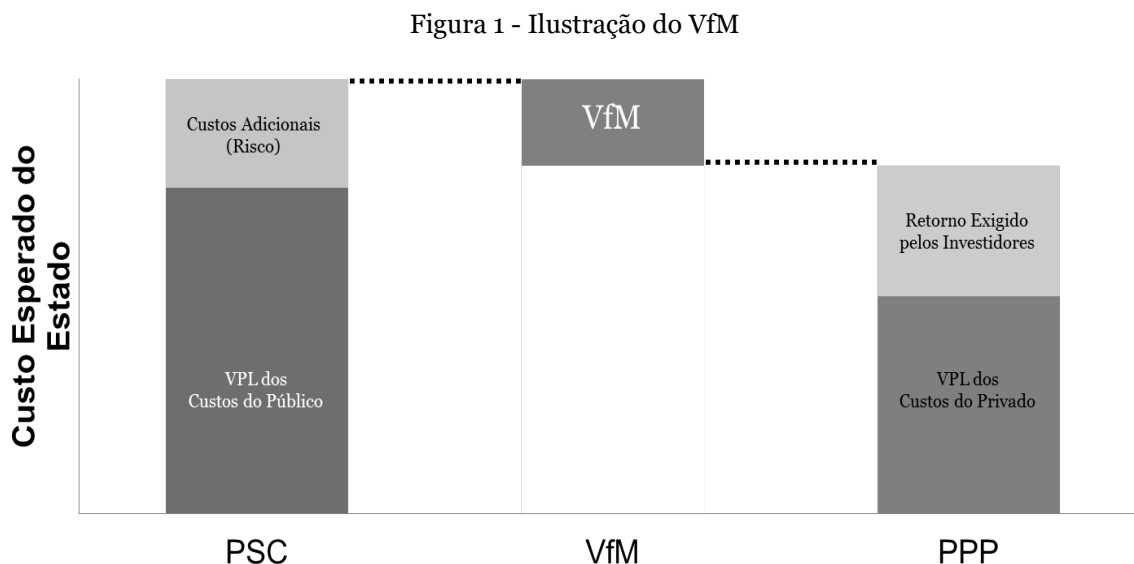 Figura 1 - Ilustração do VfM
Custo Esperado do
Estado
Custos Adicionais
(Risco)
VPL dos
Custos do Público
VfM
Retorno Exigido
pelos Investidores
VPL dos
Custos do Privado
PSC
VfM
PPP